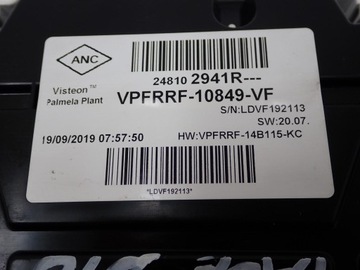 ANC
Visteon™
Palmela Plant
24810 2941R---
VPFRRF-10849-VF
S/N:LDVF192113
SW:20.07.
19/09/2019 07:57:50
HW:VPFRRF-14B115-KC
*LDVF192113*